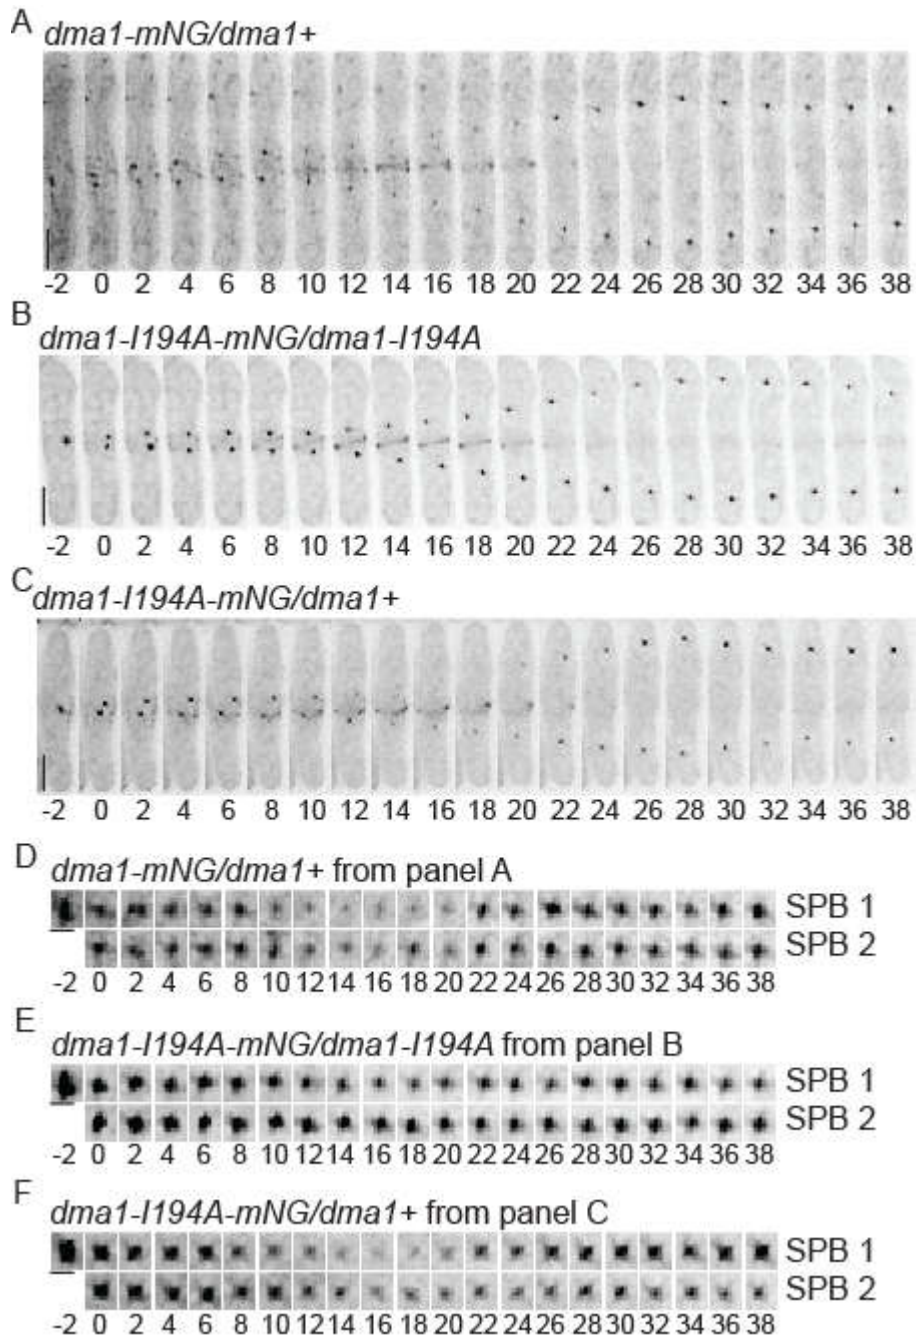 A dma1-mNG/dma1+
-2 0 2 4 6 8 10 12 14 16 18 20 22 24 26 28 30 32 34 36 38
B dma1-I194A-mNG/dma1-I194A
-2 0 2 4 6 8 10 12 14 16 18 20 22 24 26 28 30 32 34 36 38
C dma1-I194A-mNG/dma1+
-2 0 2 4 6 8 10 12 14 16 18 20 22 24 26 28 30 32 34 36 38
D dma1-mNG/dma1+ from panel A
SPB 1
SPB 2
-2 0 2 4 6 8 10 12 14 16 18 20 22 24 26 28 30 32 34 36 38
E dma1-I194A-mNG/dma1-I194A from panel B
SPB 1
SPB 2
-2 0 2 4 6 8 10 12 14 16 18 20 22 24 26 28 30 32 34 36 38
F dma1-I194A-mNG/dma1+ from panel C
SPB 1
SPB 2
-2 0 2 4 6 8 10 12 14 16 18 20 22 24 26 28 30 32 34 36 38